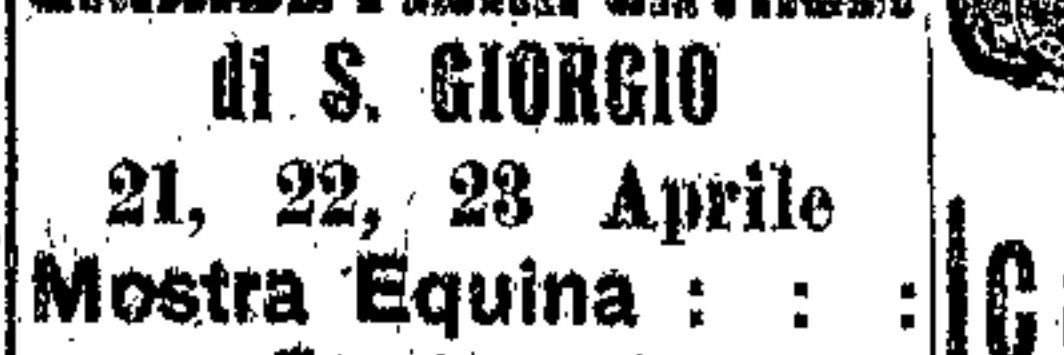 di S. GIORGIO
21, 22, 23 Aprile
Mostra Equina : : :